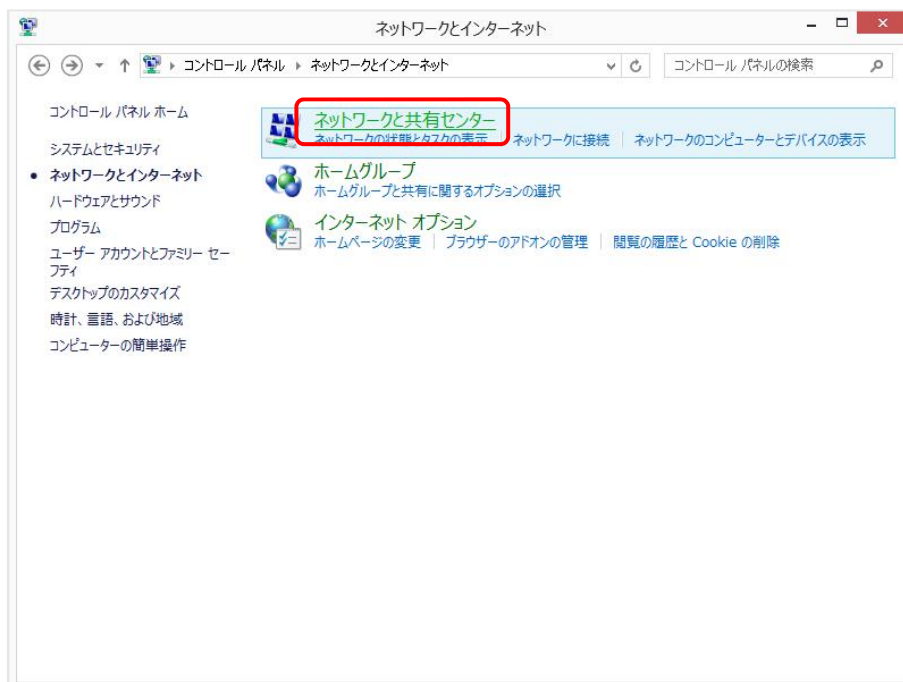 ネットワークとインターネット
コントロール パネル ネットワークとインターネット
コントロール パネルの検索
コントロール パネル ホーム
システムとセキュリティ
ネットワークとインターネット
ハードウェアとサウンド
プログラム
ユーザー アカウントとファミリー セー
フティ
デスクトップのカスタマイズ
時計、言語、および地域
コンピューターの簡単操作
ネットワークと共有センター
ネットワークの状態とタスクの表示 ネットワークに接続 ネットワークのコンピューターとデバイスの表示
ホームグループ
ホームグループと共有に関するオプションの選択
インターネット オプション
ホームページの変更 ブラウザーのアドオンの管理 閲覧の履歴と Cookie の削除